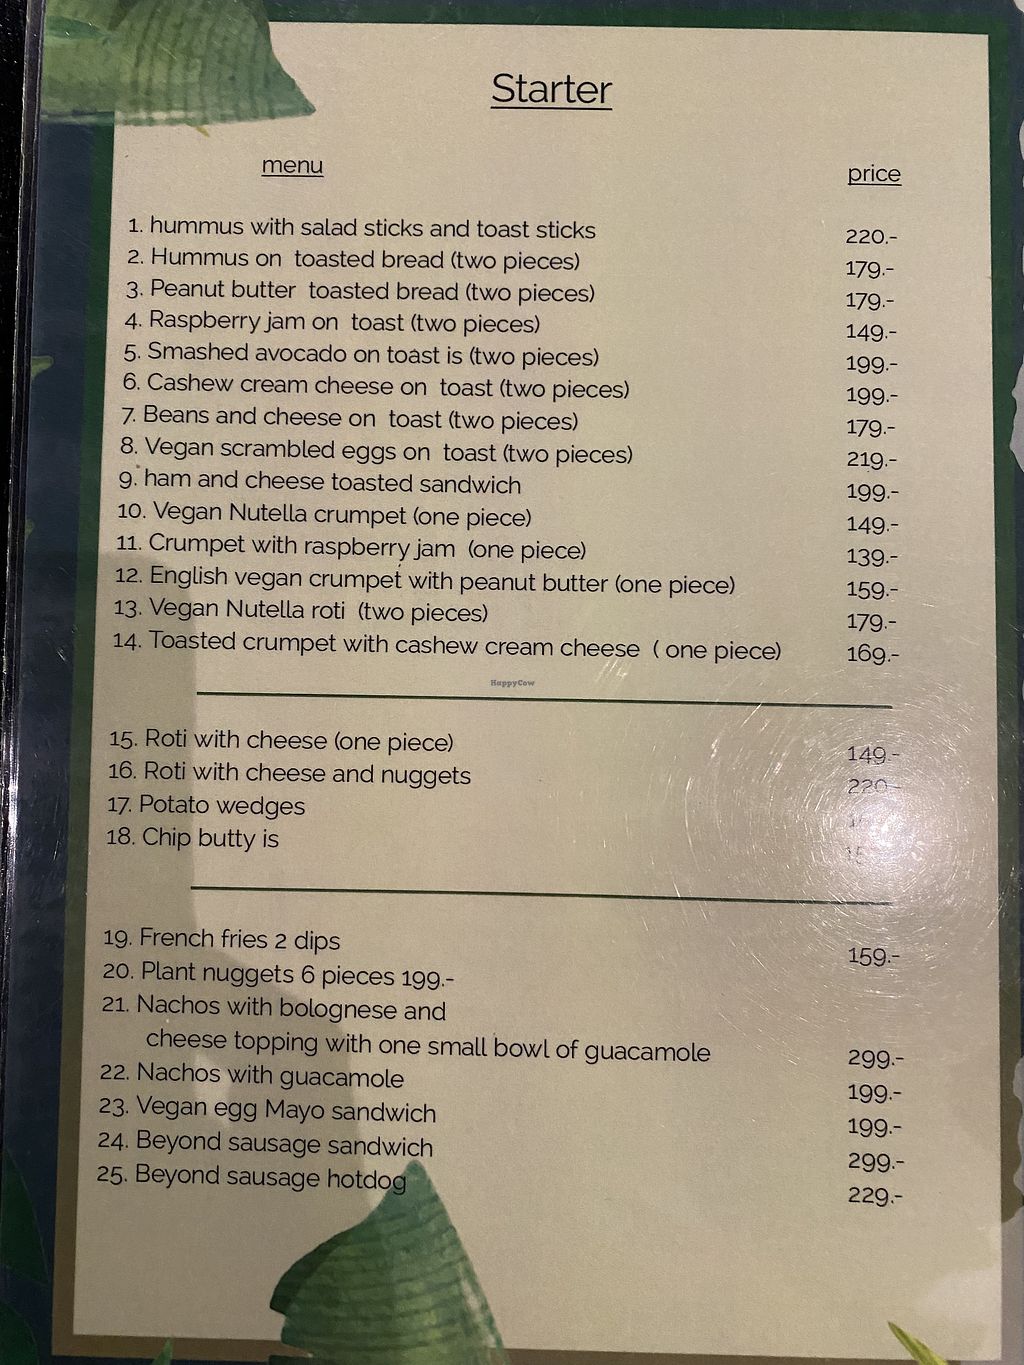 Starter
menu price
1. hummus with salad sticks and toast sticks 220.-
2. Hummus on toasted bread (two pieces) 179.-
3. Peanut butter toasted bread (two pieces) 179.-
4. Raspberry jam on toast (two pieces) 149.-
5. Smashed avocado on toast is (two pieces) 199.-
6. Cashew cream cheese on toast (two pieces) 199.-
7. Beans and cheese on toast (two pieces) 179.-
8. Vegan scrambled eggs on toast (two pieces) 219.-
9. ham and cheese toasted sandwich 199.-
10. Vegan Nutella crumpet (one piece) 149.-
11. Crumpet with raspberry jam (one piece) 139.-
12. English vegan crumpet with peanut butter (one piece) 159.-
13. Vegan Nutella roti (two pieces) 179.-
14. Toasted crumpet with cashew cream cheese ( one piece) 169.-
HappyCow
15. Roti with cheese (one piece) 149.-
16. Roti with cheese and nuggets 220.-
17. Potato wedges
18. Chip butty is
19. French fries 2 dips 159.-
20. Plant nuggets 6 pieces 199.-
21. Nachos with bolognese and
cheese topping with one small bowl of guacamole 299.-
22. Nachos with guacamole 199.-
23. Vegan egg Mayo sandwich 199.-
24. Beyond sausage sandwich 299.-
25. Beyond sausage hotdog 229.-